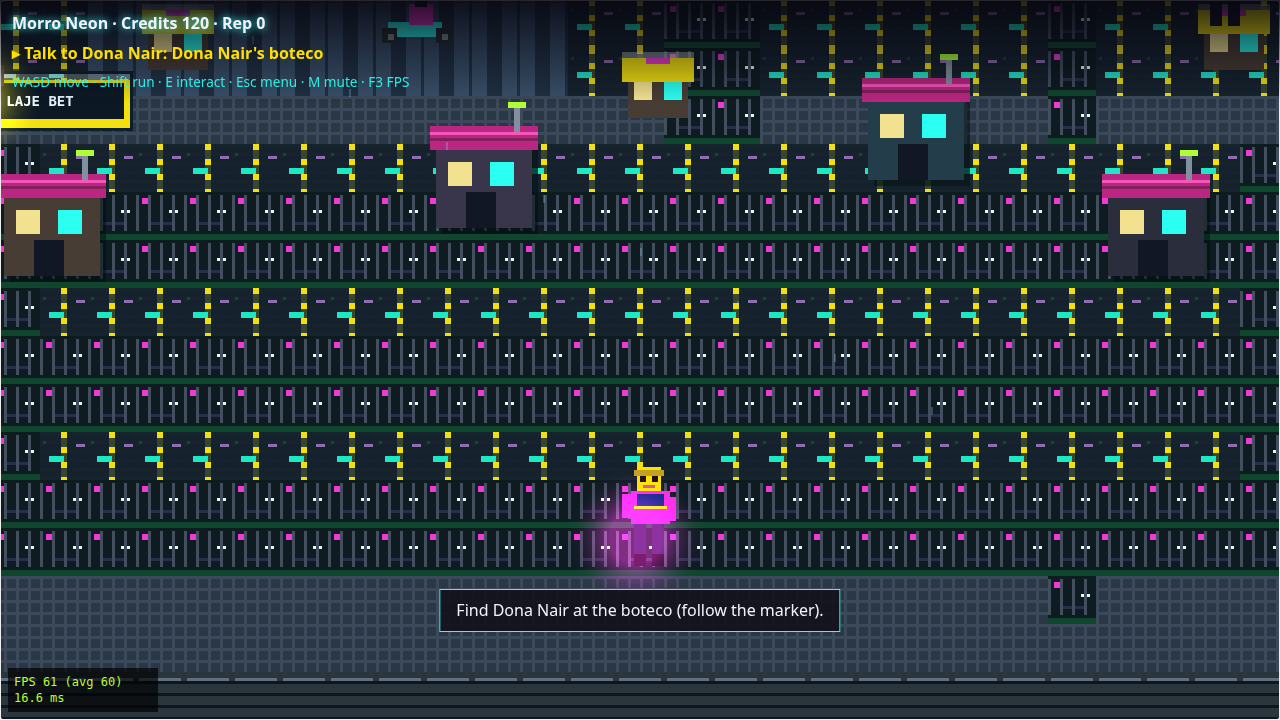 Morro Neon · Credits 120 · Rep 0
▸ Talk to Dona Nair: Dona Nair's boteco
WASD move · Shift run · E interact · Esc menu · M mute · F3 FPS
LAJE BET
Find Dona Nair at the boteco (follow the marker).
FPS 61 (avg 60)
16.6 ms